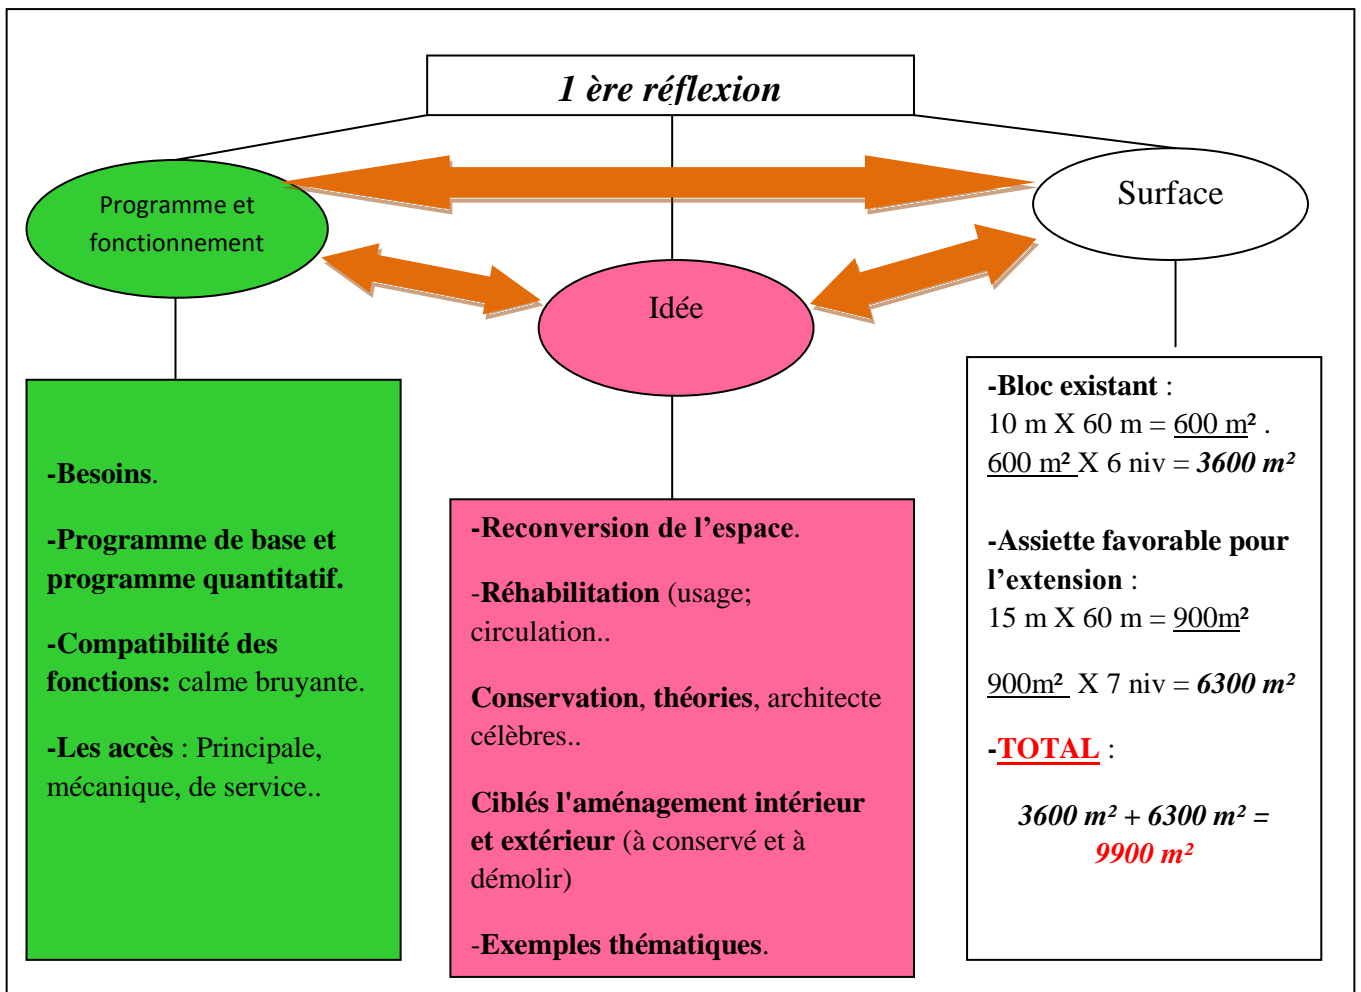 1 ère réflexion
Programme et
fonctionnement
Idée
Surface
-Besoins.
-Programme de base et
programme quantitatif.
-Compatibilité des
fonctions: calme bruyante.
-Les accès : Principale,
mécanique, de service..
-Reconversion de l’espace.
-Réhabilitation (usage;
circulation..
Conservation, théories, architecte
célèbres..
Ciblés l'aménagement intérieur
et extérieur (à conservé et à
démolir)
-Exemples thématiques.
-Bloc existant :
10 m X 60 m = 600 m² .
600 m² X 6 niv = 3600 m²
-Assiette favorable pour
l’extension :
15 m X 60 m = 900m²
900m² X 7 niv = 6300 m²
-TOTAL :
3600 m² + 6300 m² =
9900 m²